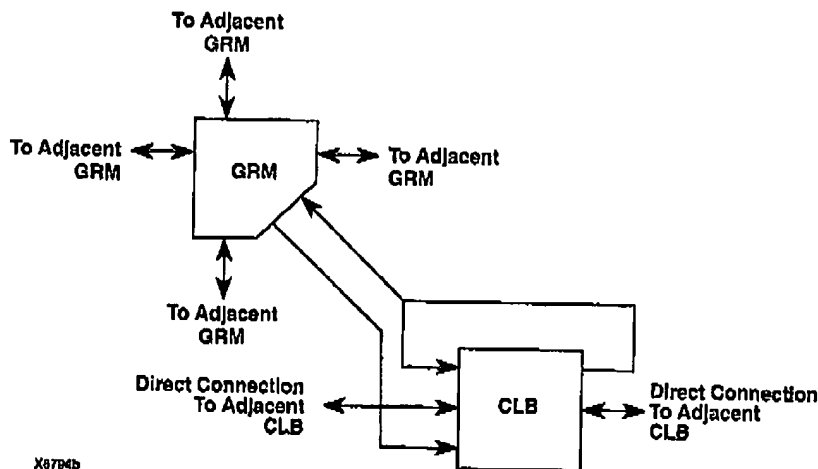 To Adjacent
GRM
To Adjacent
GRM
GRM
To Adjacent
GRM
To Adjacent
GRM
Direct Connection
To Adjacent
CLB
CLB
Direct Connection
To Adjacent
CLB
X8794b